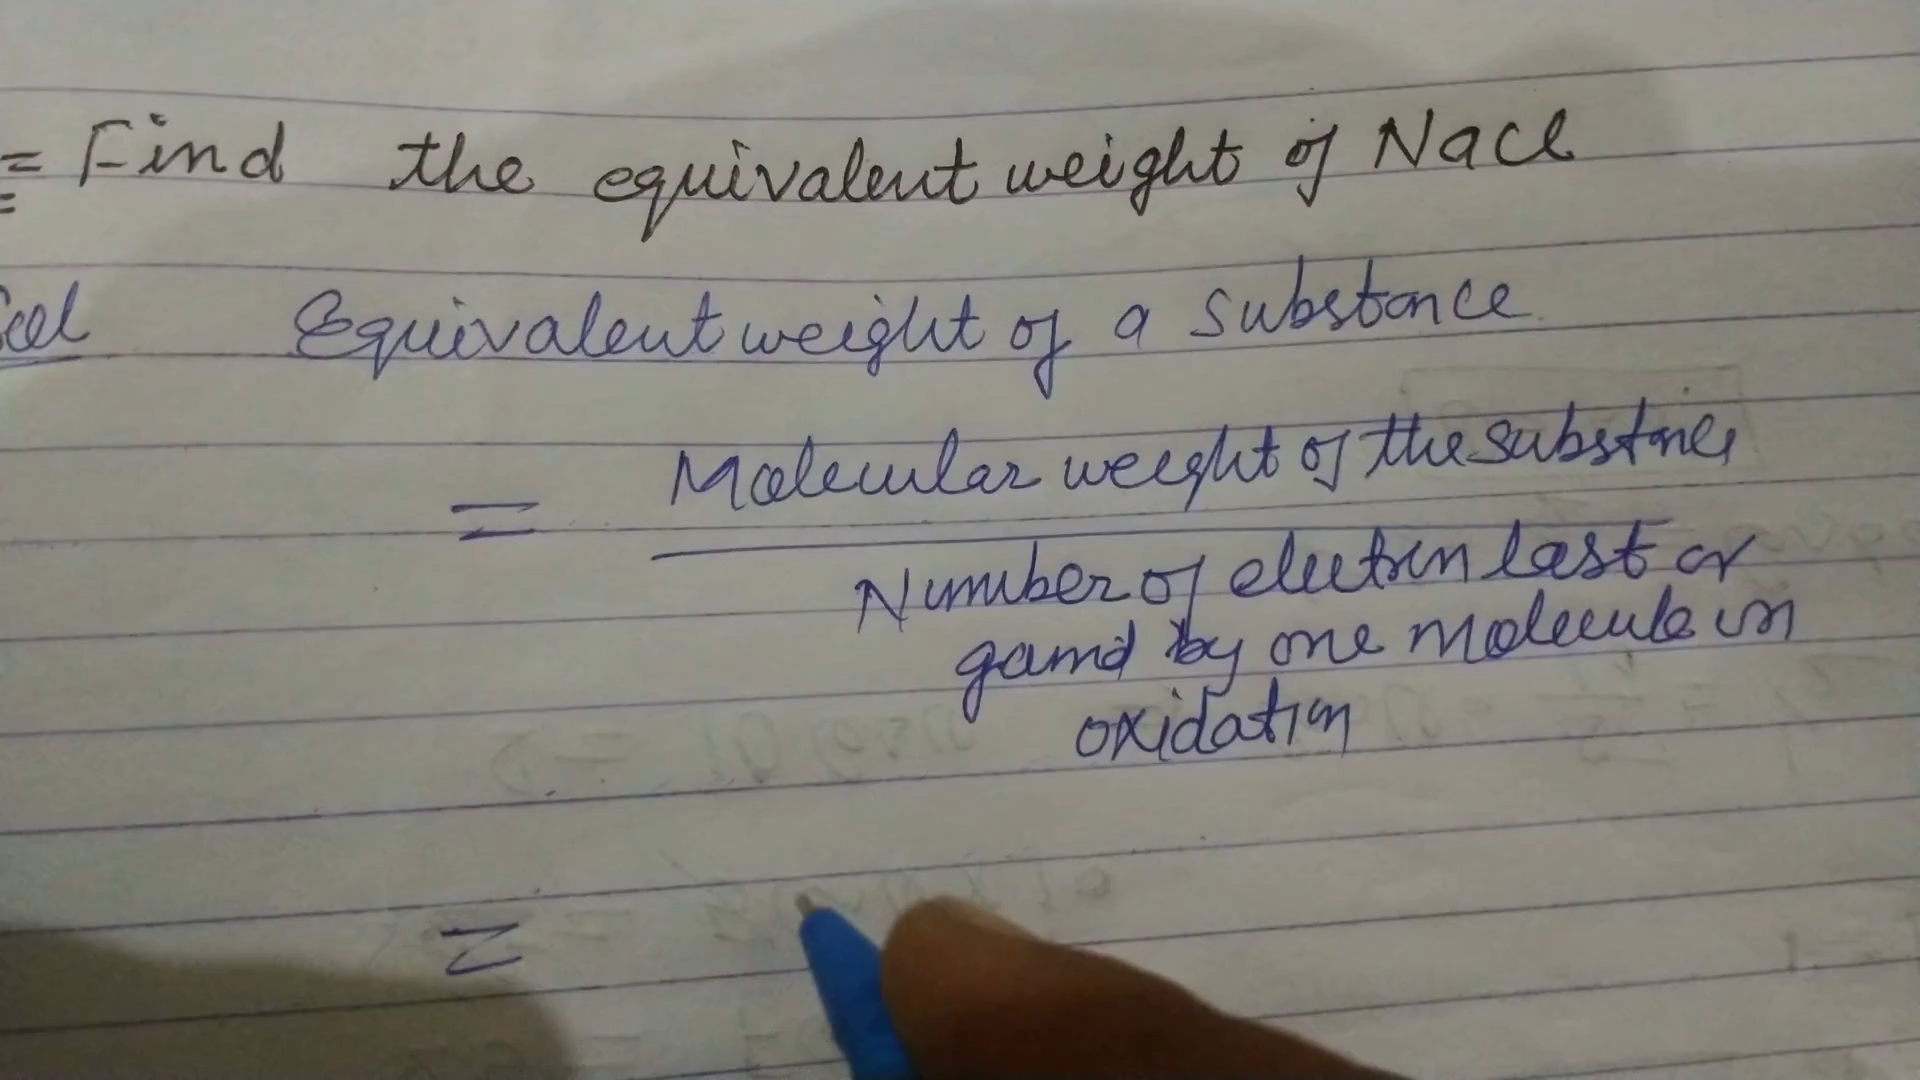 = Find the equivalent weight of Nacl
Sol Equivalent weight of a substance
= Molecular weight of the substance
Number of electron lost or
gamd by one molecule in
oxidation
=